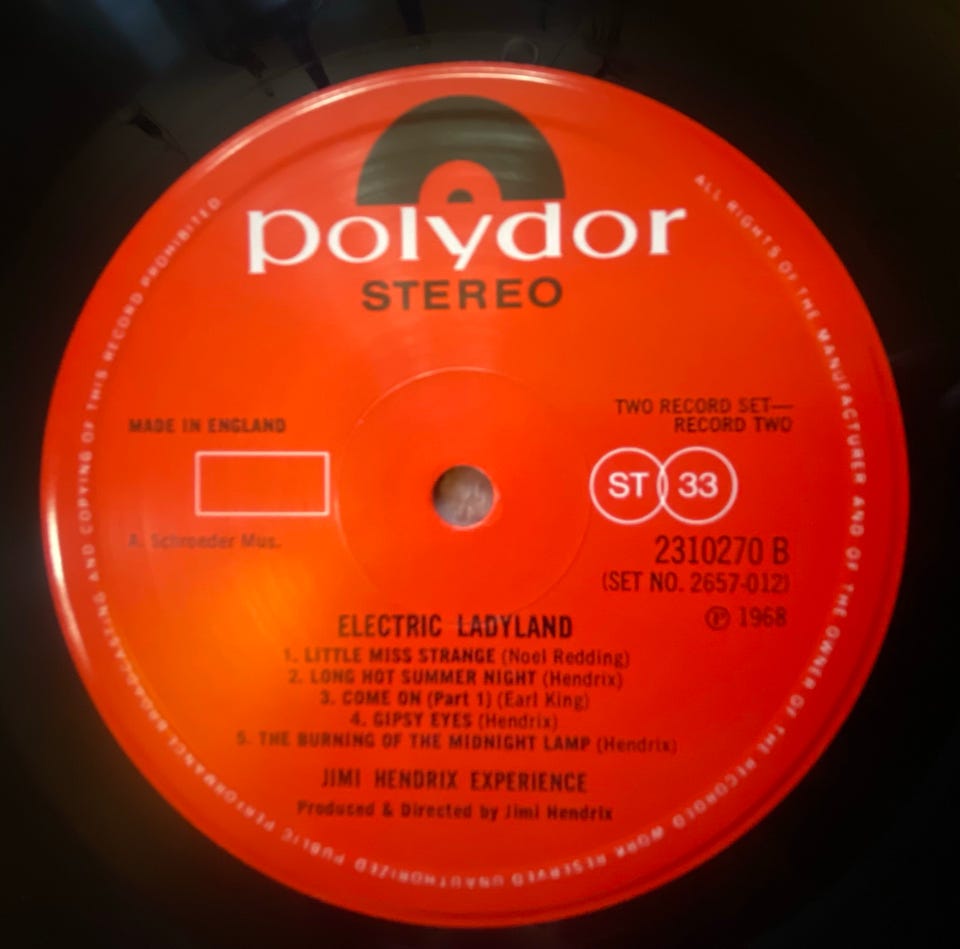 polydor
STEREO
MADE IN ENGLAND
TWO RECORD SET—
RECORD TWO
ST 33
A. Schroeder Mus.
2310270 B
(SET NO. 2657-012)
℗ 1968
ELECTRIC LADYLAND
1. LITTLE MISS STRANGE (Noel Redding)
2. LONG HOT SUMMER NIGHT (Hendrix)
3. COME ON (Part 1) (Earl King)
4. GIPSY EYES (Hendrix)
5. THE BURNING OF THE MIDNIGHT LAMP (Hendrix)
JIMI HENDRIX EXPERIENCE
Produced & Directed by Jimi Hendrix
ALL RIGHTS OF THE MANUFACTURER AND OF THE OWNER OF THE RECORDED WORK RESERVED UNAUTHORIZED PUBLIC PERFORMANCE BROADCASTING AND COPYING OF THIS RECORD PROHIBITED